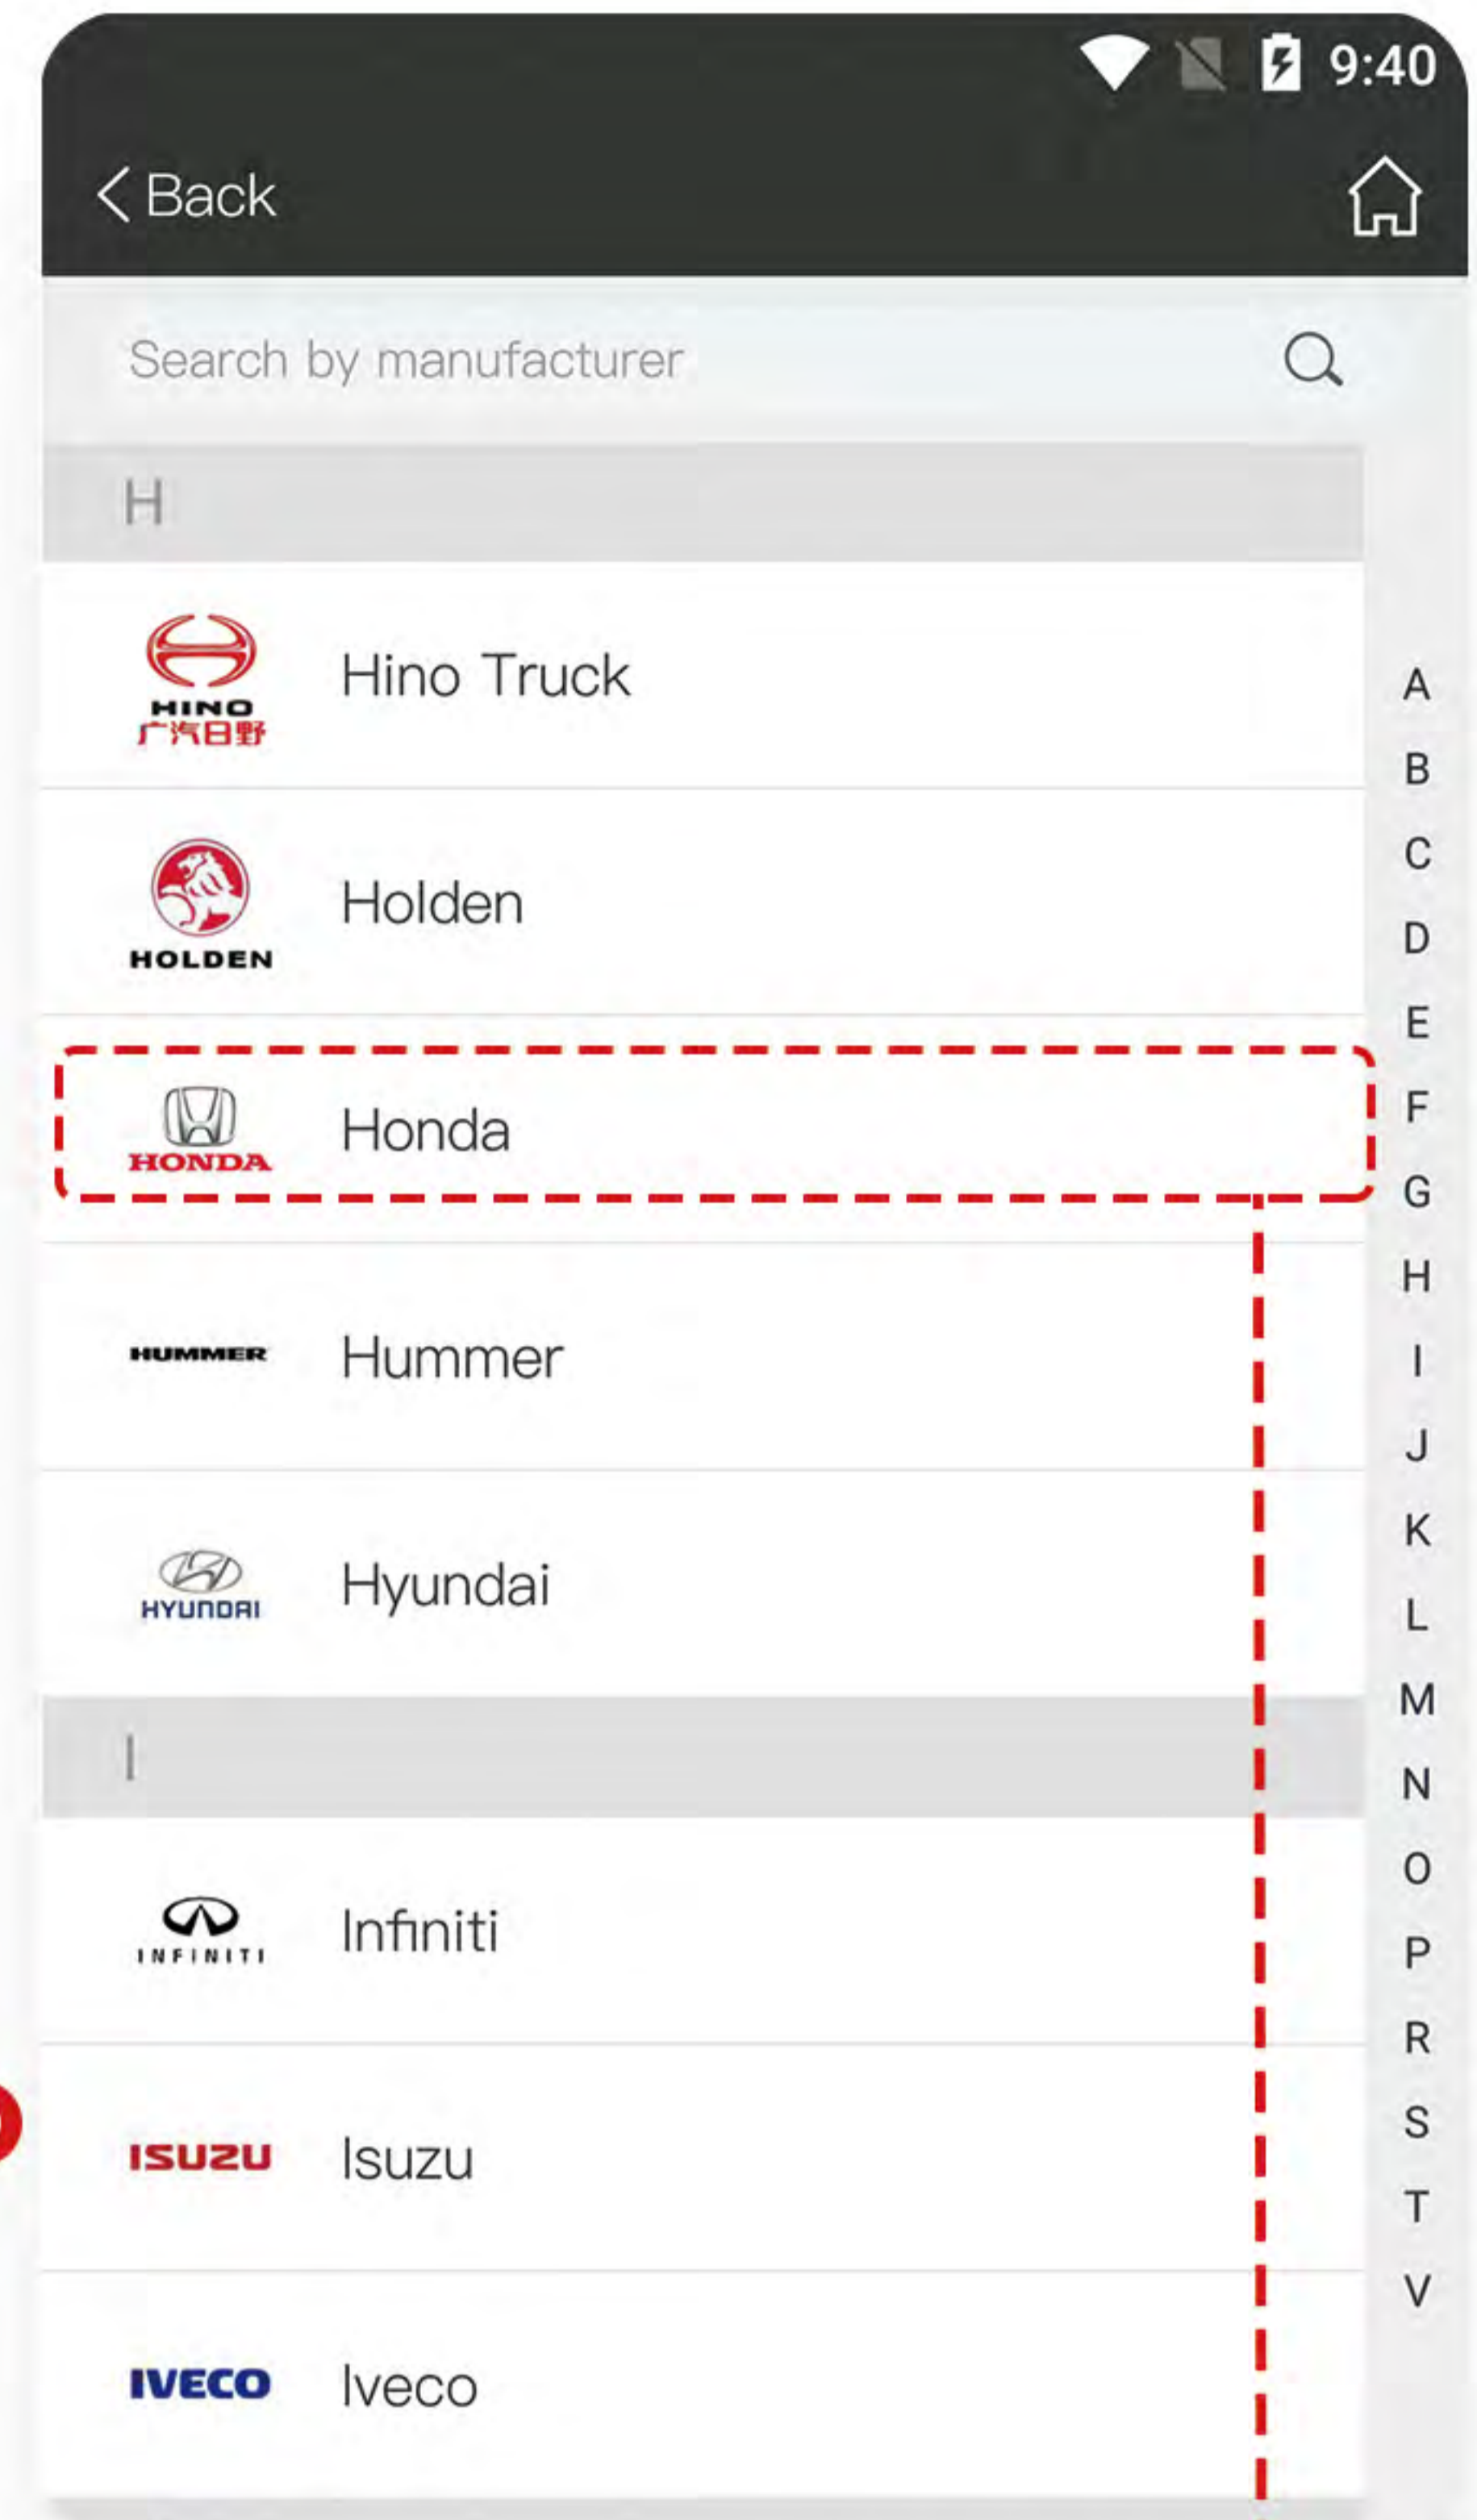 9:40
Back
Search by manufacturer
H
HINO
广汽日野
Hino Truck
HOLDEN
Holden
HONDA
Honda
HUMMER
Hummer
HYUNDAI
Hyundai
I
INFINITI
Infiniti
ISUZU
Isuzu
IVECO
Iveco
A
B
C
D
E
F
G
H
I
J
K
L
M
N
O
P
R
S
T
V